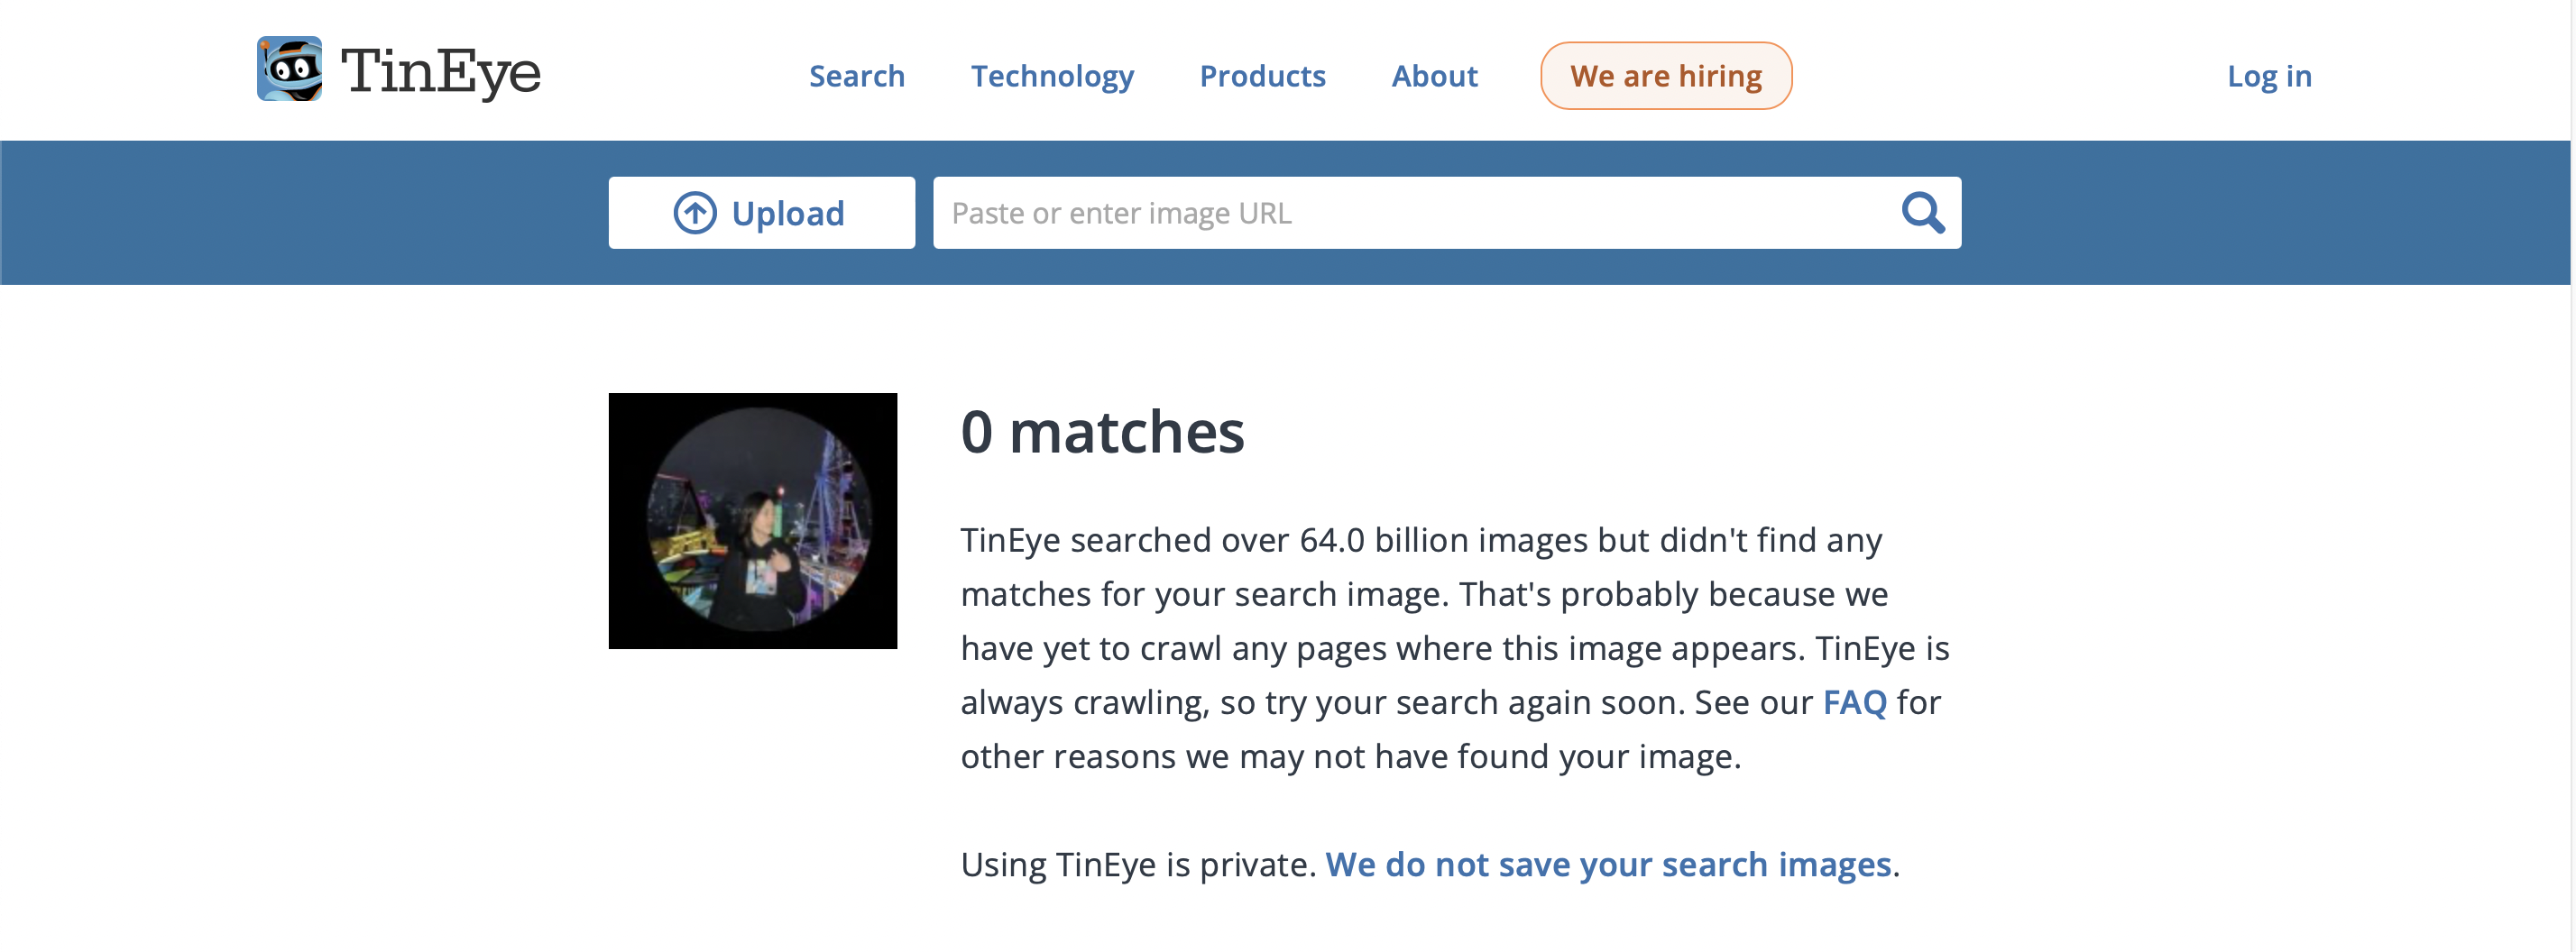 TinEye
Search Technology Products About We are hiring Log in
Upload Paste or enter image URL
0 matches
TinEye searched over 64.0 billion images but didn't find any
matches for your search image. That's probably because we
have yet to crawl any pages where this image appears. TinEye is
always crawling, so try your search again soon. See our FAQ for
other reasons we may not have found your image.
Using TinEye is private. We do not save your search images.